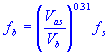 f_b = (V_as / V_b)^0.31 f_s